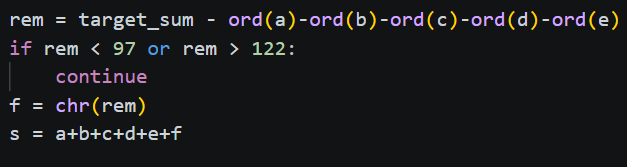 rem = target_sum - ord(a)-ord(b)-ord(c)-ord(d)-ord(e)
if rem < 97 or rem > 122:
    continue
f = chr(rem)
s = a+b+c+d+e+f